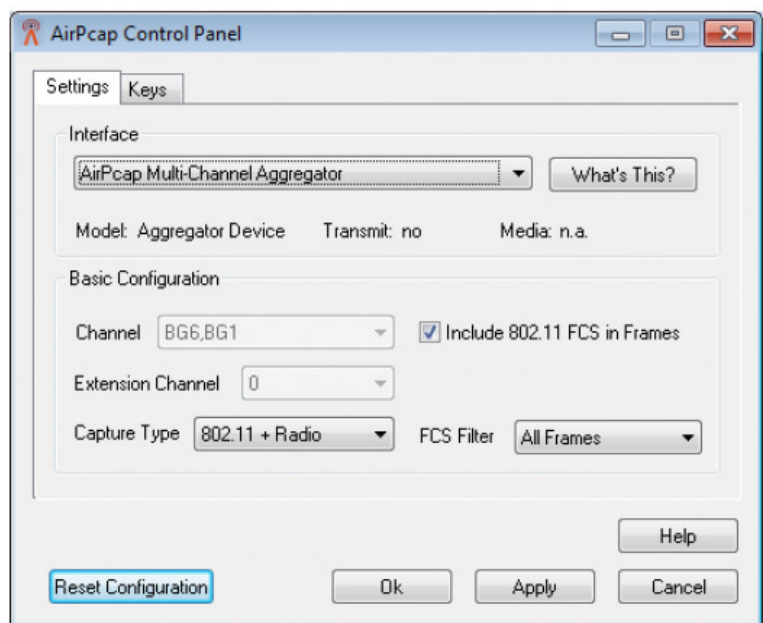 AirPcap Control Panel
Settings Keys
Interface
AirPcap Multi-Channel Aggregator What's This?
Model: Aggregator Device Transmit: no Media: n.a.
Basic Configuration
Channel BG6,BG1 Include 802.11 FCS in Frames
Extension Channel 0
Capture Type 802.11 + Radio FCS Filter All Frames
Help
Reset Configuration Ok Apply Cancel